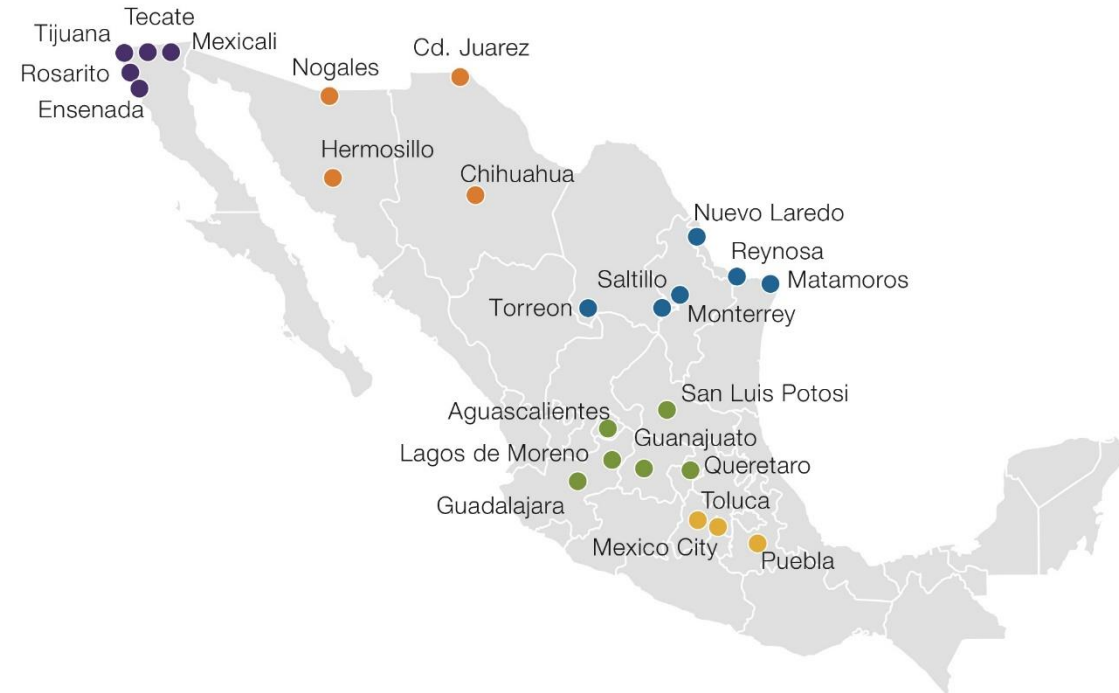 Tecate
Tijuana
Mexicali
Cd. Juarez
Nogales
Rosarito
Ensenada
Hermosillo
Chihuahua
Nuevo Laredo
Reynosa
Saltillo
Matamoros
Torreon
Monterrey
San Luis Potosi
Aguascalientes
Guanajuato
Lagos de Moreno
Queretaro
Guadalajara
Toluca
Mexico City
Puebla